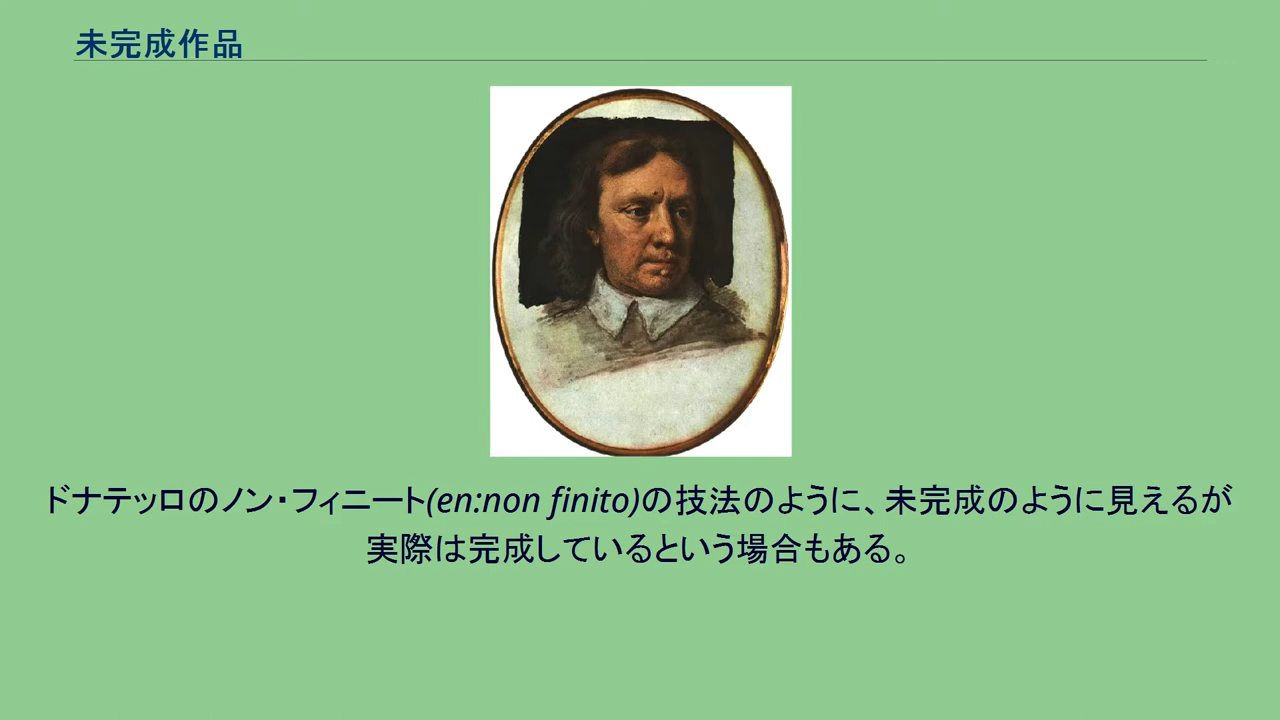 未完成作品
ドナテッロのノン・フィニート(en:non finito)の技法のように、未完成のように見えるが
実際は完成しているという場合もある。